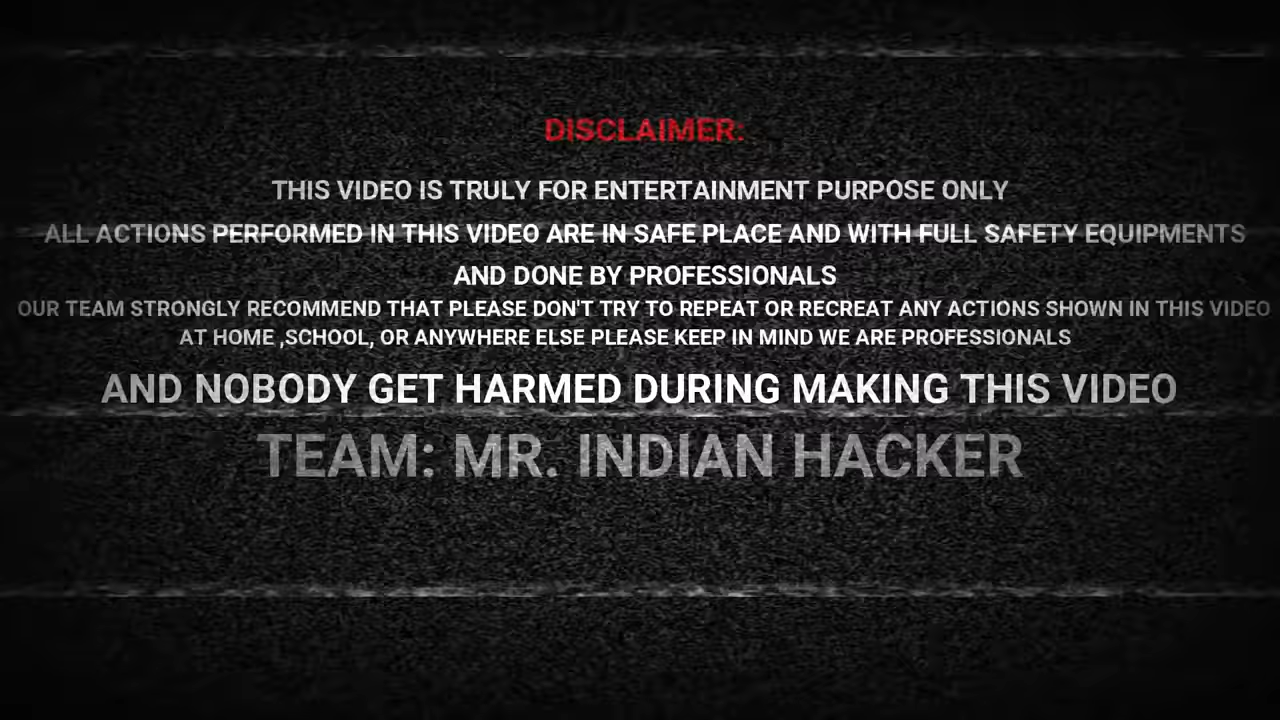 DISCLAIMER:
THIS VIDEO IS TRULY FOR ENTERTAINMENT PURPOSE ONLY
ALL ACTIONS PERFORMED IN THIS VIDEO ARE IN SAFE PLACE AND WITH FULL SAFETY EQUIPMENTS
AND DONE BY PROFESSIONALS
OUR TEAM STRONGLY RECOMMEND THAT PLEASE DON'T TRY TO REPEAT OR RECREAT ANY ACTIONS SHOWN IN THIS VIDEO
AT HOME ,SCHOOL, OR ANYWHERE ELSE PLEASE KEEP IN MIND WE ARE PROFESSIONALS
AND NOBODY GET HARMED DURING MAKING THIS VIDEO
TEAM: MR. INDIAN HACKER